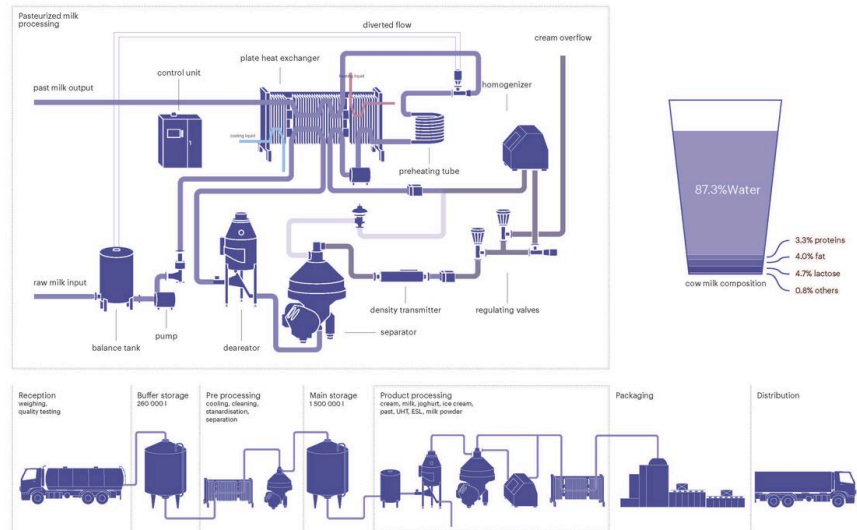 Pasteurized milk
processing
diverted flow
cream overflow
plate heat exchanger
control unit
homogenizer
heating liquid
past milk output
cooling liquid
preheating tube
raw milk input
balance tank
pump
deareator
separator
density transmitter
regulating valves
87.3%Water
3.3% proteins
4.0% fat
4.7% lactose
0.8% others
cow milk composition
Reception
weighing,
quality testing
Buffer storage
260 000 l
Pre processing
cooling, cleaning,
stanardisation,
separation
Main storage
1 500 000 l
Product processing
cream, milk, joghurt, ice cream,
past, UHT, ESL, milk powder
Packaging
Distribution